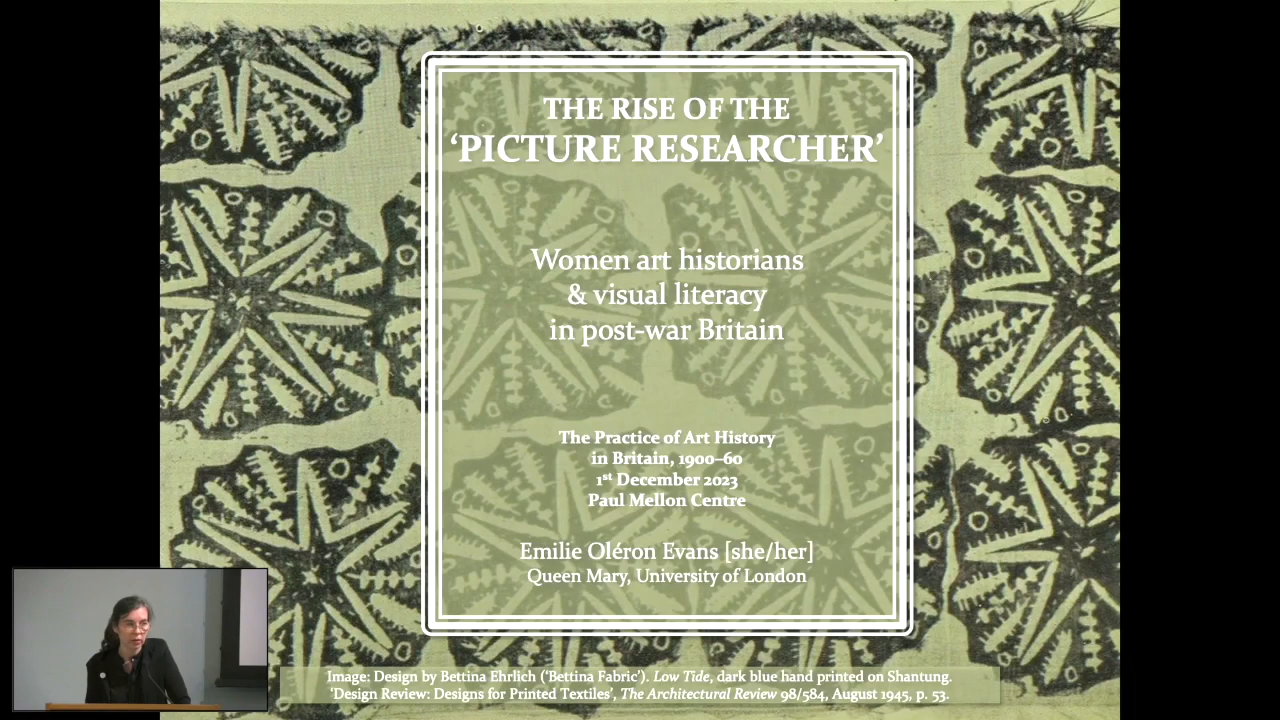 THE RISE OF THE
‘PICTURE RESEARCHER’
Women art historians
& visual literacy
in post-war Britain
The Practice of Art History
in Britain, 1900–60
1st December 2023
Paul Mellon Centre
Emilie Oléron Evans [she/her]
Queen Mary, University of London
Image: Design by Bettina Ehrlich (‘Bettina Fabric’). Low Tide, dark blue hand printed on Shantung.
‘Design Review: Designs for Printed Textiles’, The Architectural Review 98/584, August 1945, p. 53.